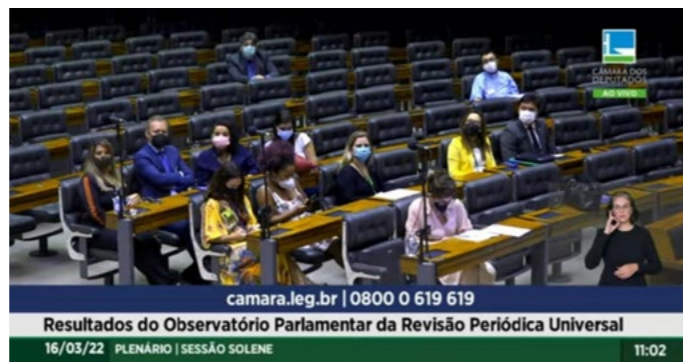 CÂMARA DOS
DEPUTADOS
AO VIVO
camara.leg.br | 0800 0 619 619
Resultados do Observatório Parlamentar da Revisão Periódica Universal
16/03/22 PLENÁRIO | SESSÃO SOLENE 11:02